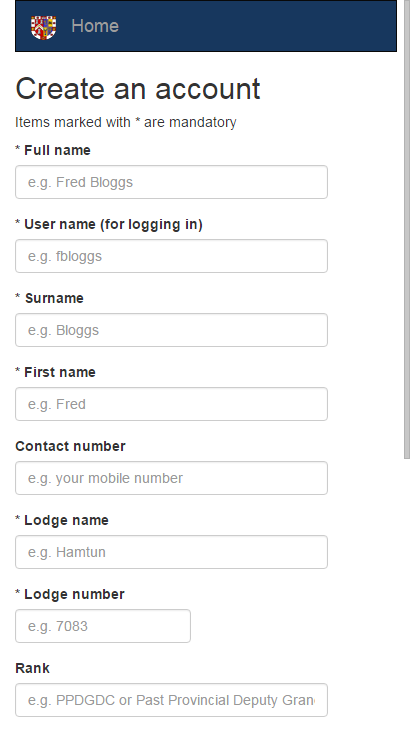 Home
Create an account
Items marked with * are mandatory
* Full name
e.g. Fred Bloggs
* User name (for logging in)
e.g. fbloggs
* Surname
e.g. Bloggs
* First name
e.g. Fred
Contact number
e.g. your mobile number
* Lodge name
e.g. Hamtun
* Lodge number
e.g. 7083
Rank
e.g. PPDGDC or Past Provincial Deputy Gran